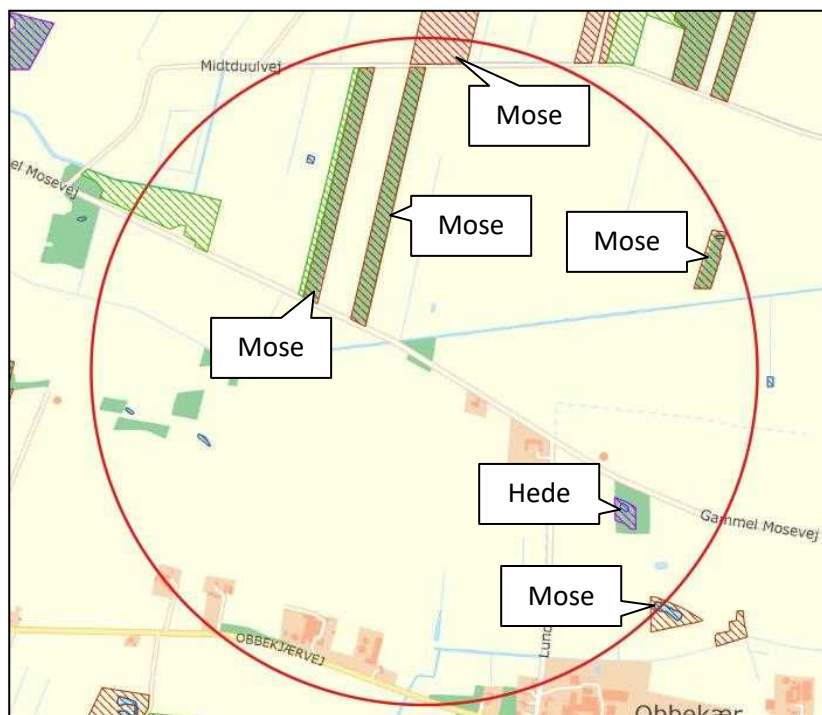 Midtduulvej
Mose
el Mosevej
Mose
Mose
Mose
Hede
Gammel Mosevej
Mose
OBBEKJÆRVEJ
Lund
Obbekær